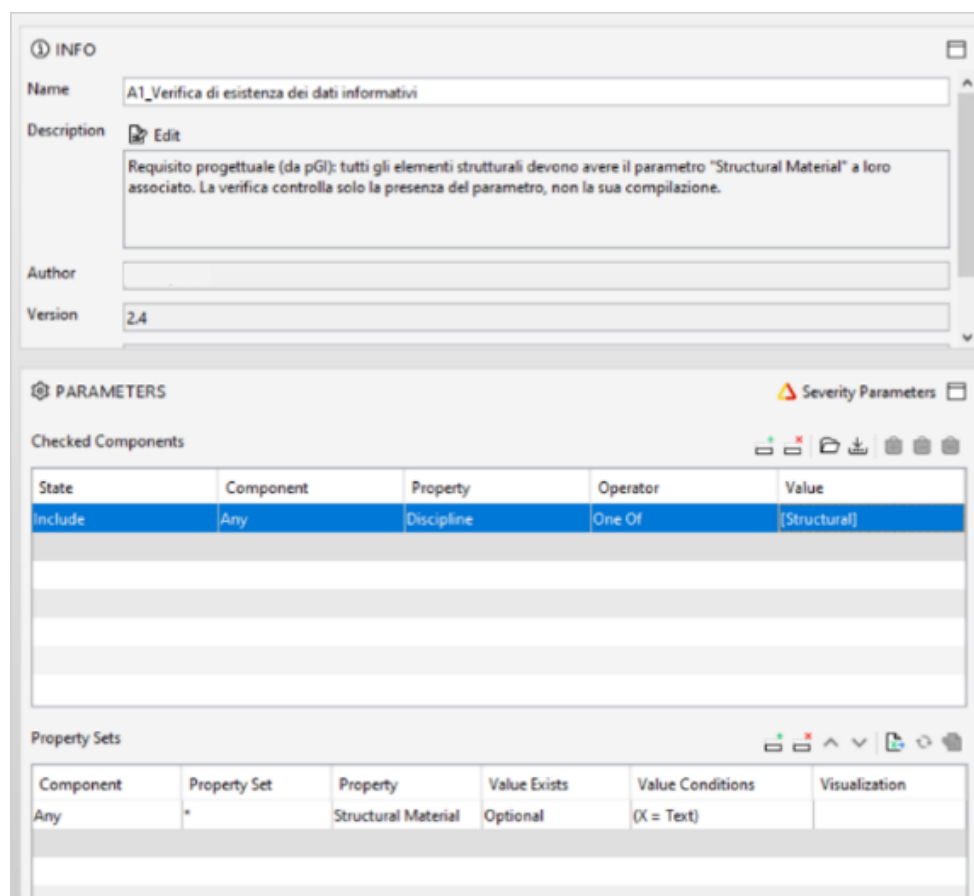 INFO
Name
A1_Verifica di esistenza dei dati informativi
Description
Edit
Requisito progettuale (da pGI): tutti gli elementi strutturali devono avere il parametro "Structural Material" a loro
associato. La verifica controlla solo la presenza del parametro, non la sua compilazione.
Author
Version
2.4
PARAMETERS
Severity Parameters
Checked Components
State Component Property Operator Value
Include Any Discipline One Of [Structural]
Property Sets
Component Property Set Property Value Exists Value Conditions Visualization
Any * Structural Material Optional (X = Text)